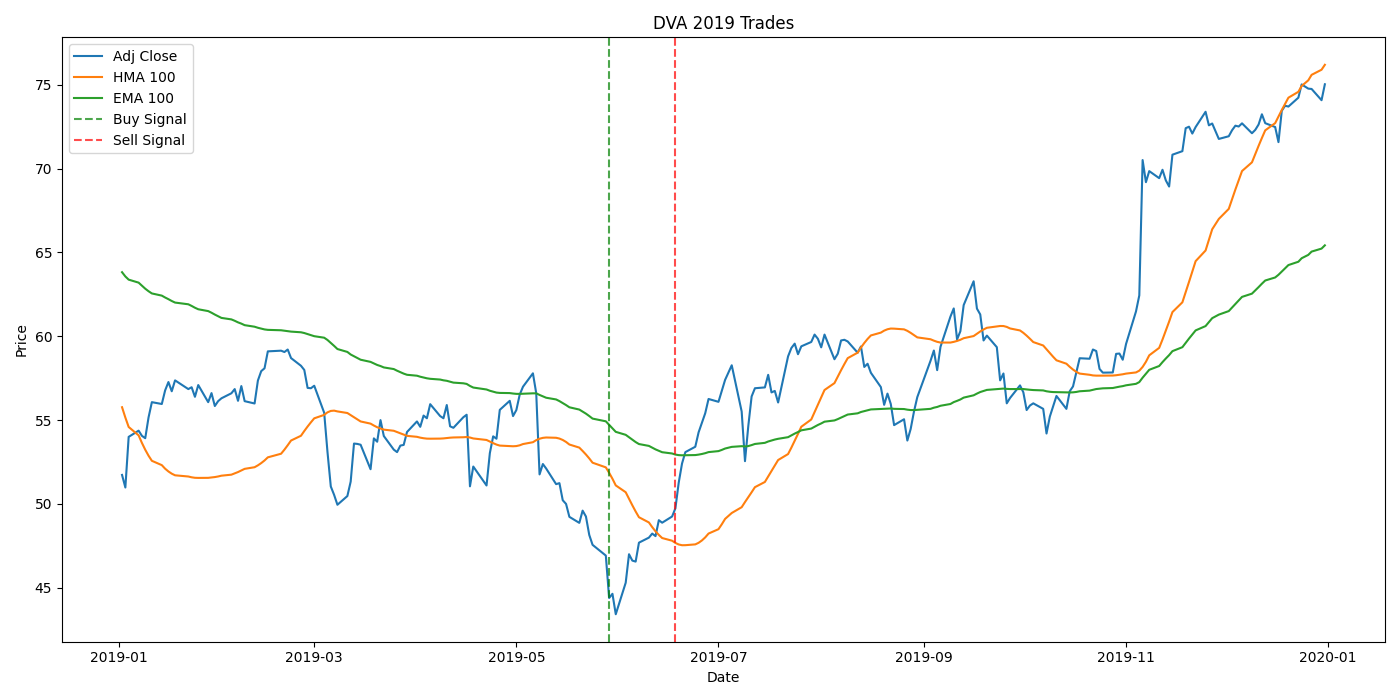 DVA 2019 Trades
Adj Close
HMA 100
EMA 100
Buy Signal
Sell Signal
Price
75
70
65
60
55
50
45
2019-01
2019-03
2019-05
2019-07
2019-09
2019-11
2020-01
Date